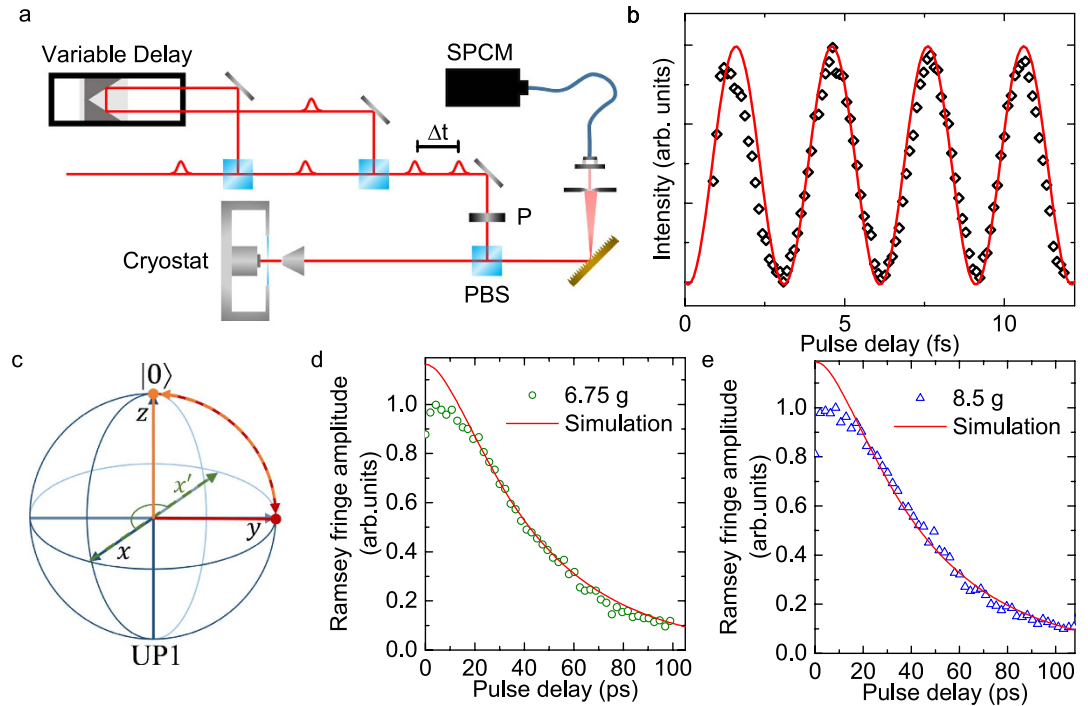 a
Variable Delay
SPCM
Δt
P
Cryostat
PBS
b
Intensity (arb. units)
0 5 10
Pulse delay (fs)
c
|0⟩
z
x′
y
x
UP1
d
Ramsey fringe amplitude
(arb.units)
6.75 g
Simulation
1.0
0.8
0.6
0.4
0.2
0.0
0 20 40 60 80 100
Pulse delay (ps)
e
Ramsey fringe amplitude
(arb.units)
8.5 g
Simulation
1.0
0.8
0.6
0.4
0.2
0.0
0 20 40 60 80 100
Pulse delay (ps)